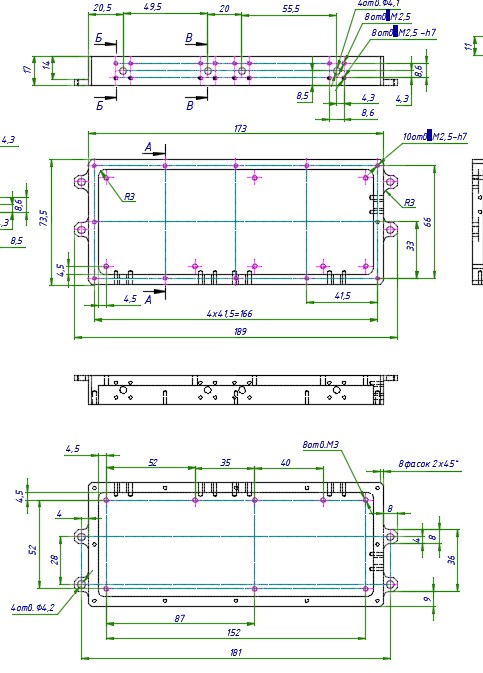 4отв.Ф4,1
20,5
49,5
20
55,5
8отв.М2,5
8отв.М2,5-h7
Б
В
11
17
14
8,6
8,5
4,3
4,3
Б
В
8,6
173
А
10отв.М2,5-h7
4,3
R3
R3
73,5
8,6
66
8,5
33
4,5
4,5
А
41,5
4x41,5=166
189
4,5
8отв.М3
52
35
40
8фасок 2x45°
4,5
4
8
4
8
52
28
36
4отв.Ф4,2
9
87
152
181